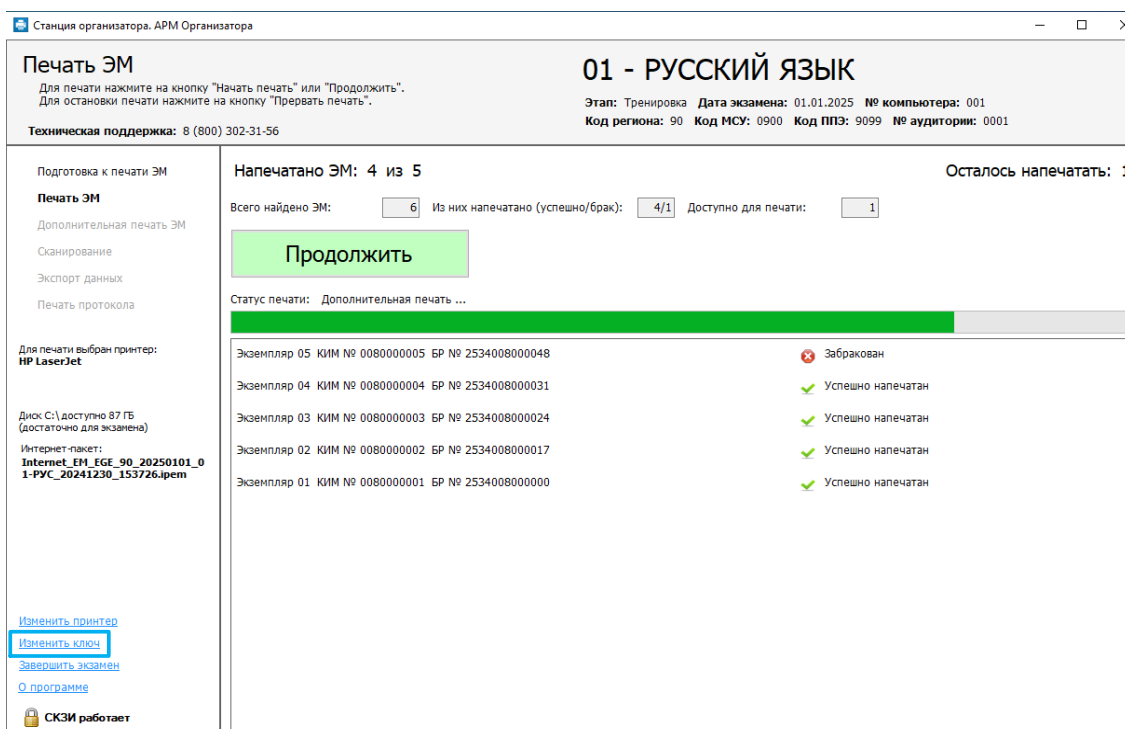 Станция организатора. АРМ Организатора
Печать ЭМ
Для печати нажмите на кнопку "Начать печать" или "Продолжить".
Для остановки печати нажмите на кнопку "Прервать печать".
Техническая поддержка: 8 (800) 302-31-56
01 - РУССКИЙ ЯЗЫК
Этап: Тренировка Дата экзамена: 01.01.2025 № компьютера: 001
Код региона: 90 Код МСУ: 0900 Код ППЭ: 9099 № аудитории: 0001
Подготовка к печати ЭМ
Печать ЭМ
Дополнительная печать ЭМ
Сканирование
Экспорт данных
Печать протокола
Для печати выбран принтер:
HP LaserJet
Диск C:\ доступно 87 ГБ
(достаточно для экзамена)
Интернет-пакет:
Internet_EM_EGE_90_20250101_0
1-РУС_20241230_153726.ipem
Изменить принтер
Изменить ключ
Завершить экзамен
О программе
СКЗИ работает
Напечатано ЭМ: 4 из 5
Осталось напечатать: 1
Всего найдено ЭМ: 6 Из них напечатано (успешно/брак): 4/1 Доступно для печати: 1
Продолжить
Статус печати: Дополнительная печать ...
Экземпляр 05 КИМ № 0080000005 БР № 2534008000048 Забракован
Экземпляр 04 КИМ № 0080000004 БР № 2534008000031 Успешно напечатан
Экземпляр 03 КИМ № 0080000003 БР № 2534008000024 Успешно напечатан
Экземпляр 02 КИМ № 0080000002 БР № 2534008000017 Успешно напечатан
Экземпляр 01 КИМ № 0080000001 БР № 2534008000000 Успешно напечатан